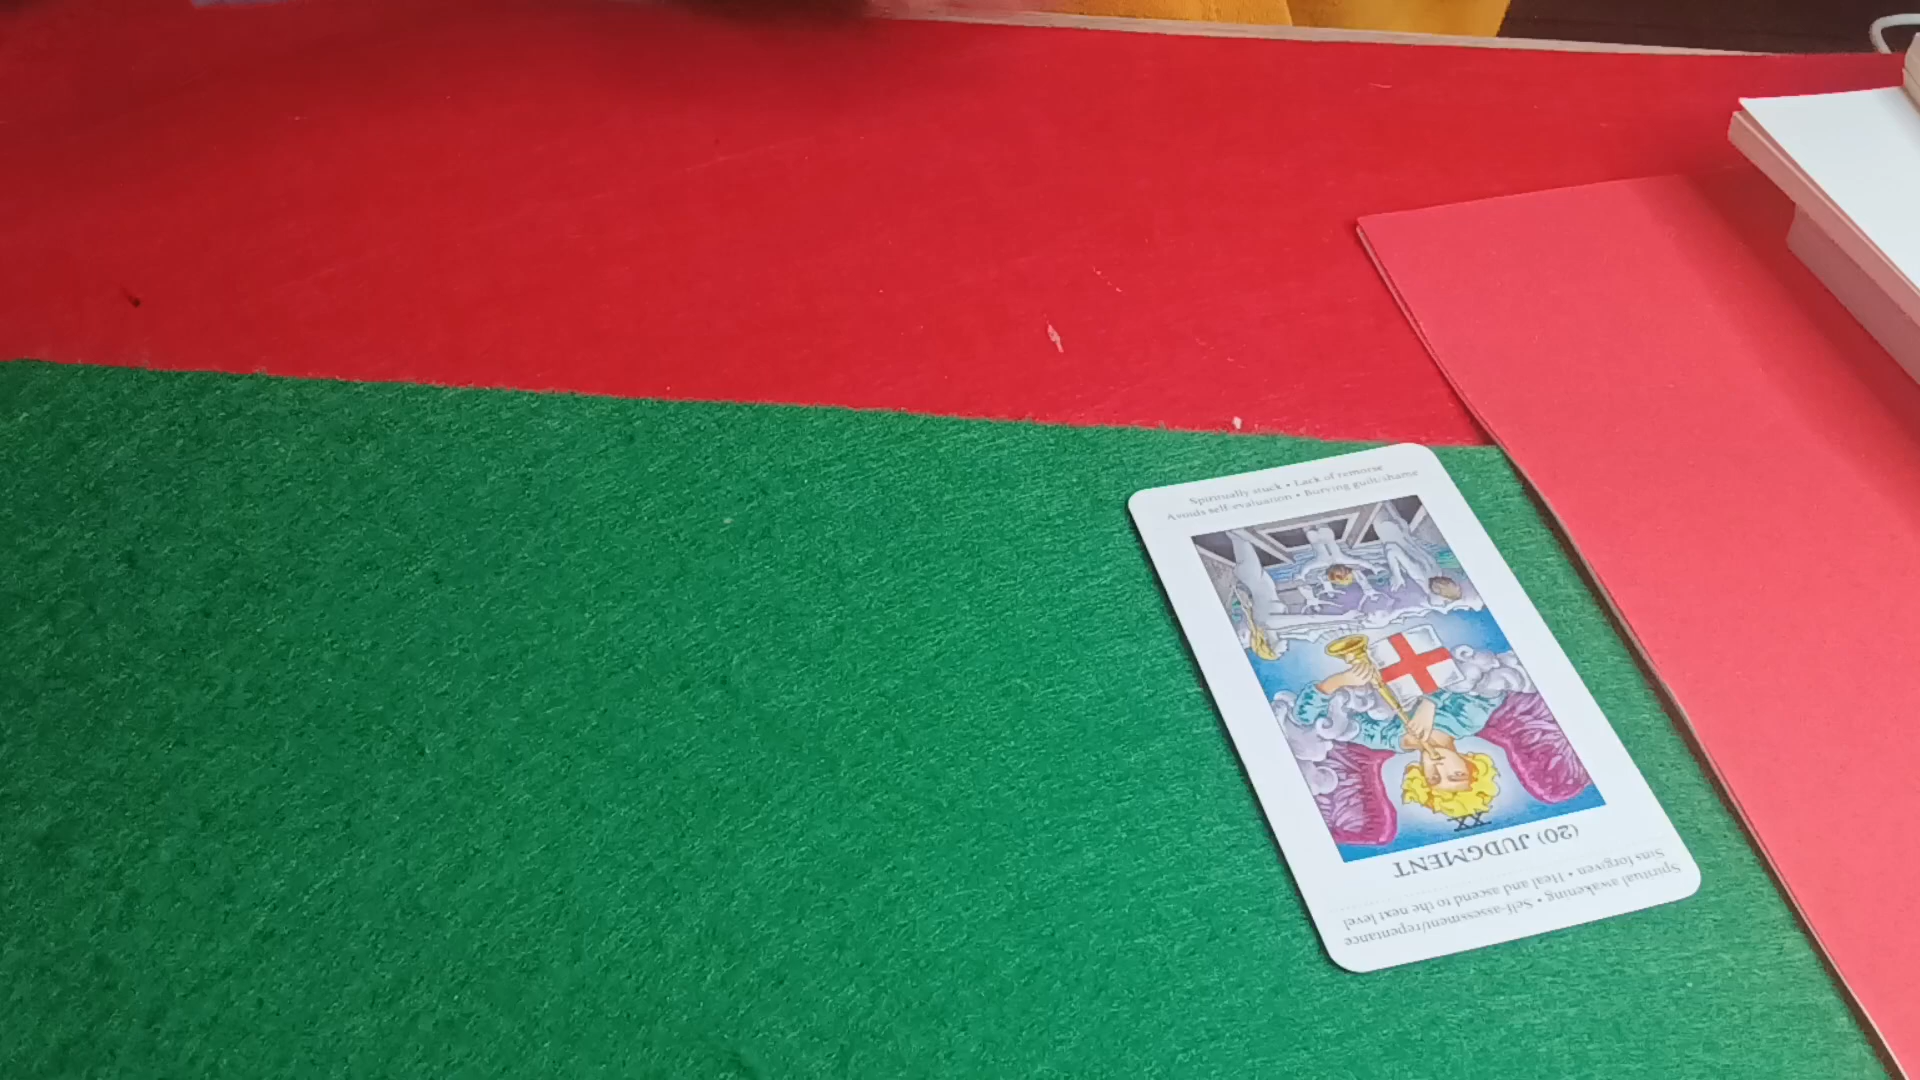 Spiritually stuck • Lack of remorse
Avoids self-evaluation • Burying guilt/shame
XX
(20) JUDGMENT
Sins forgiven • Heal and ascend to the next level
Spiritual awakening • Self-assessment/repentance